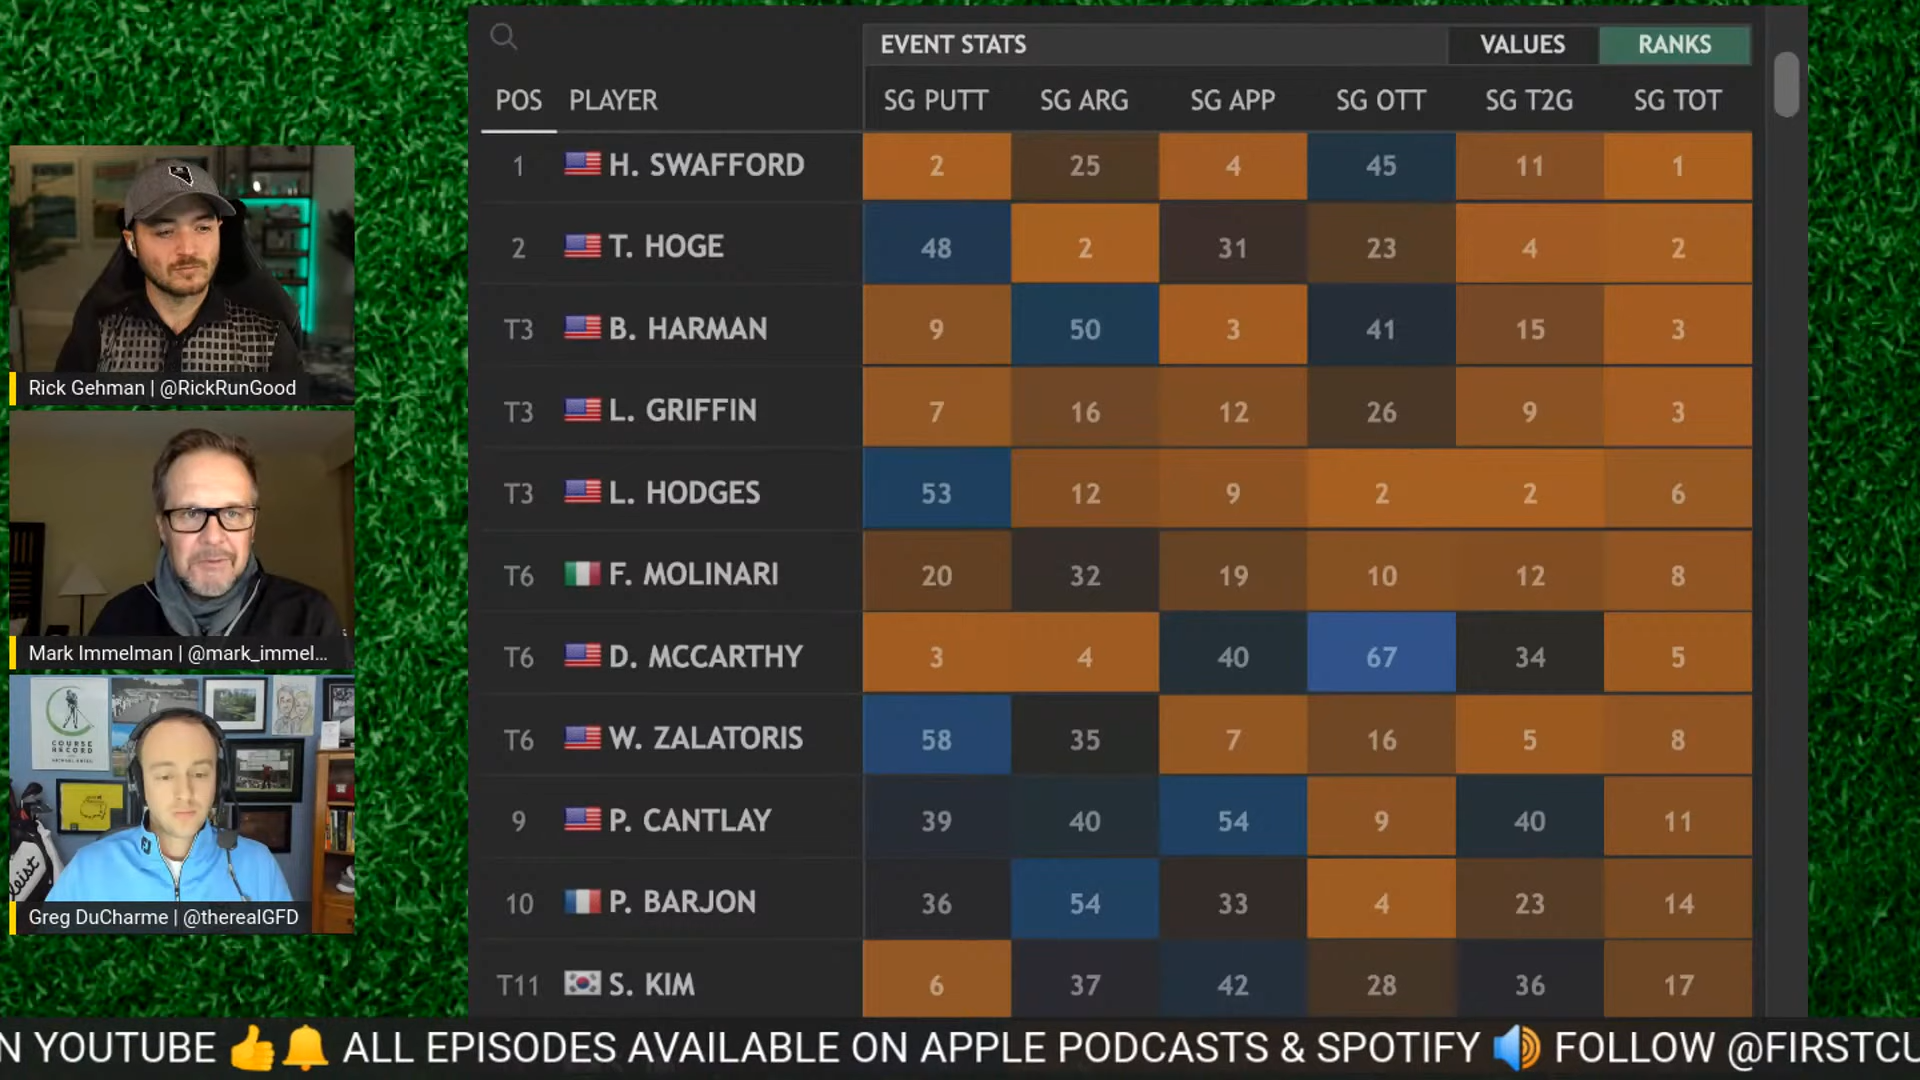 EVENT STATS VALUES RANKS
POS PLAYER SG PUTT SG ARG SG APP SG OTT SG T2G SG TOT
1 H. SWAFFORD 2 25 4 45 11 1
2 T. HOGE 48 2 31 23 4 2
T3 B. HARMAN 9 50 3 41 15 3
T3 L. GRIFFIN 7 16 12 26 9 3
T3 L. HODGES 53 12 9 2 2 6
T6 F. MOLINARI 20 32 19 10 12 8
T6 D. MCCARTHY 3 4 40 67 34 5
T6 W. ZALATORIS 58 35 7 16 5 8
9 P. CANTLAY 39 40 54 9 40 11
10 P. BARJON 36 54 33 4 23 14
T11 S. KIM 6 37 42 28 36 17
Rick Gehman | @RickRunGood
Mark Immelman | @mark_immel...
COURSE
RECORD
Greg DuCharme | @therealGFD
N YOUTUBE 👍🔔 ALL EPISODES AVAILABLE ON APPLE PODCASTS & SPOTIFY 🔊 FOLLOW @FIRSTCU